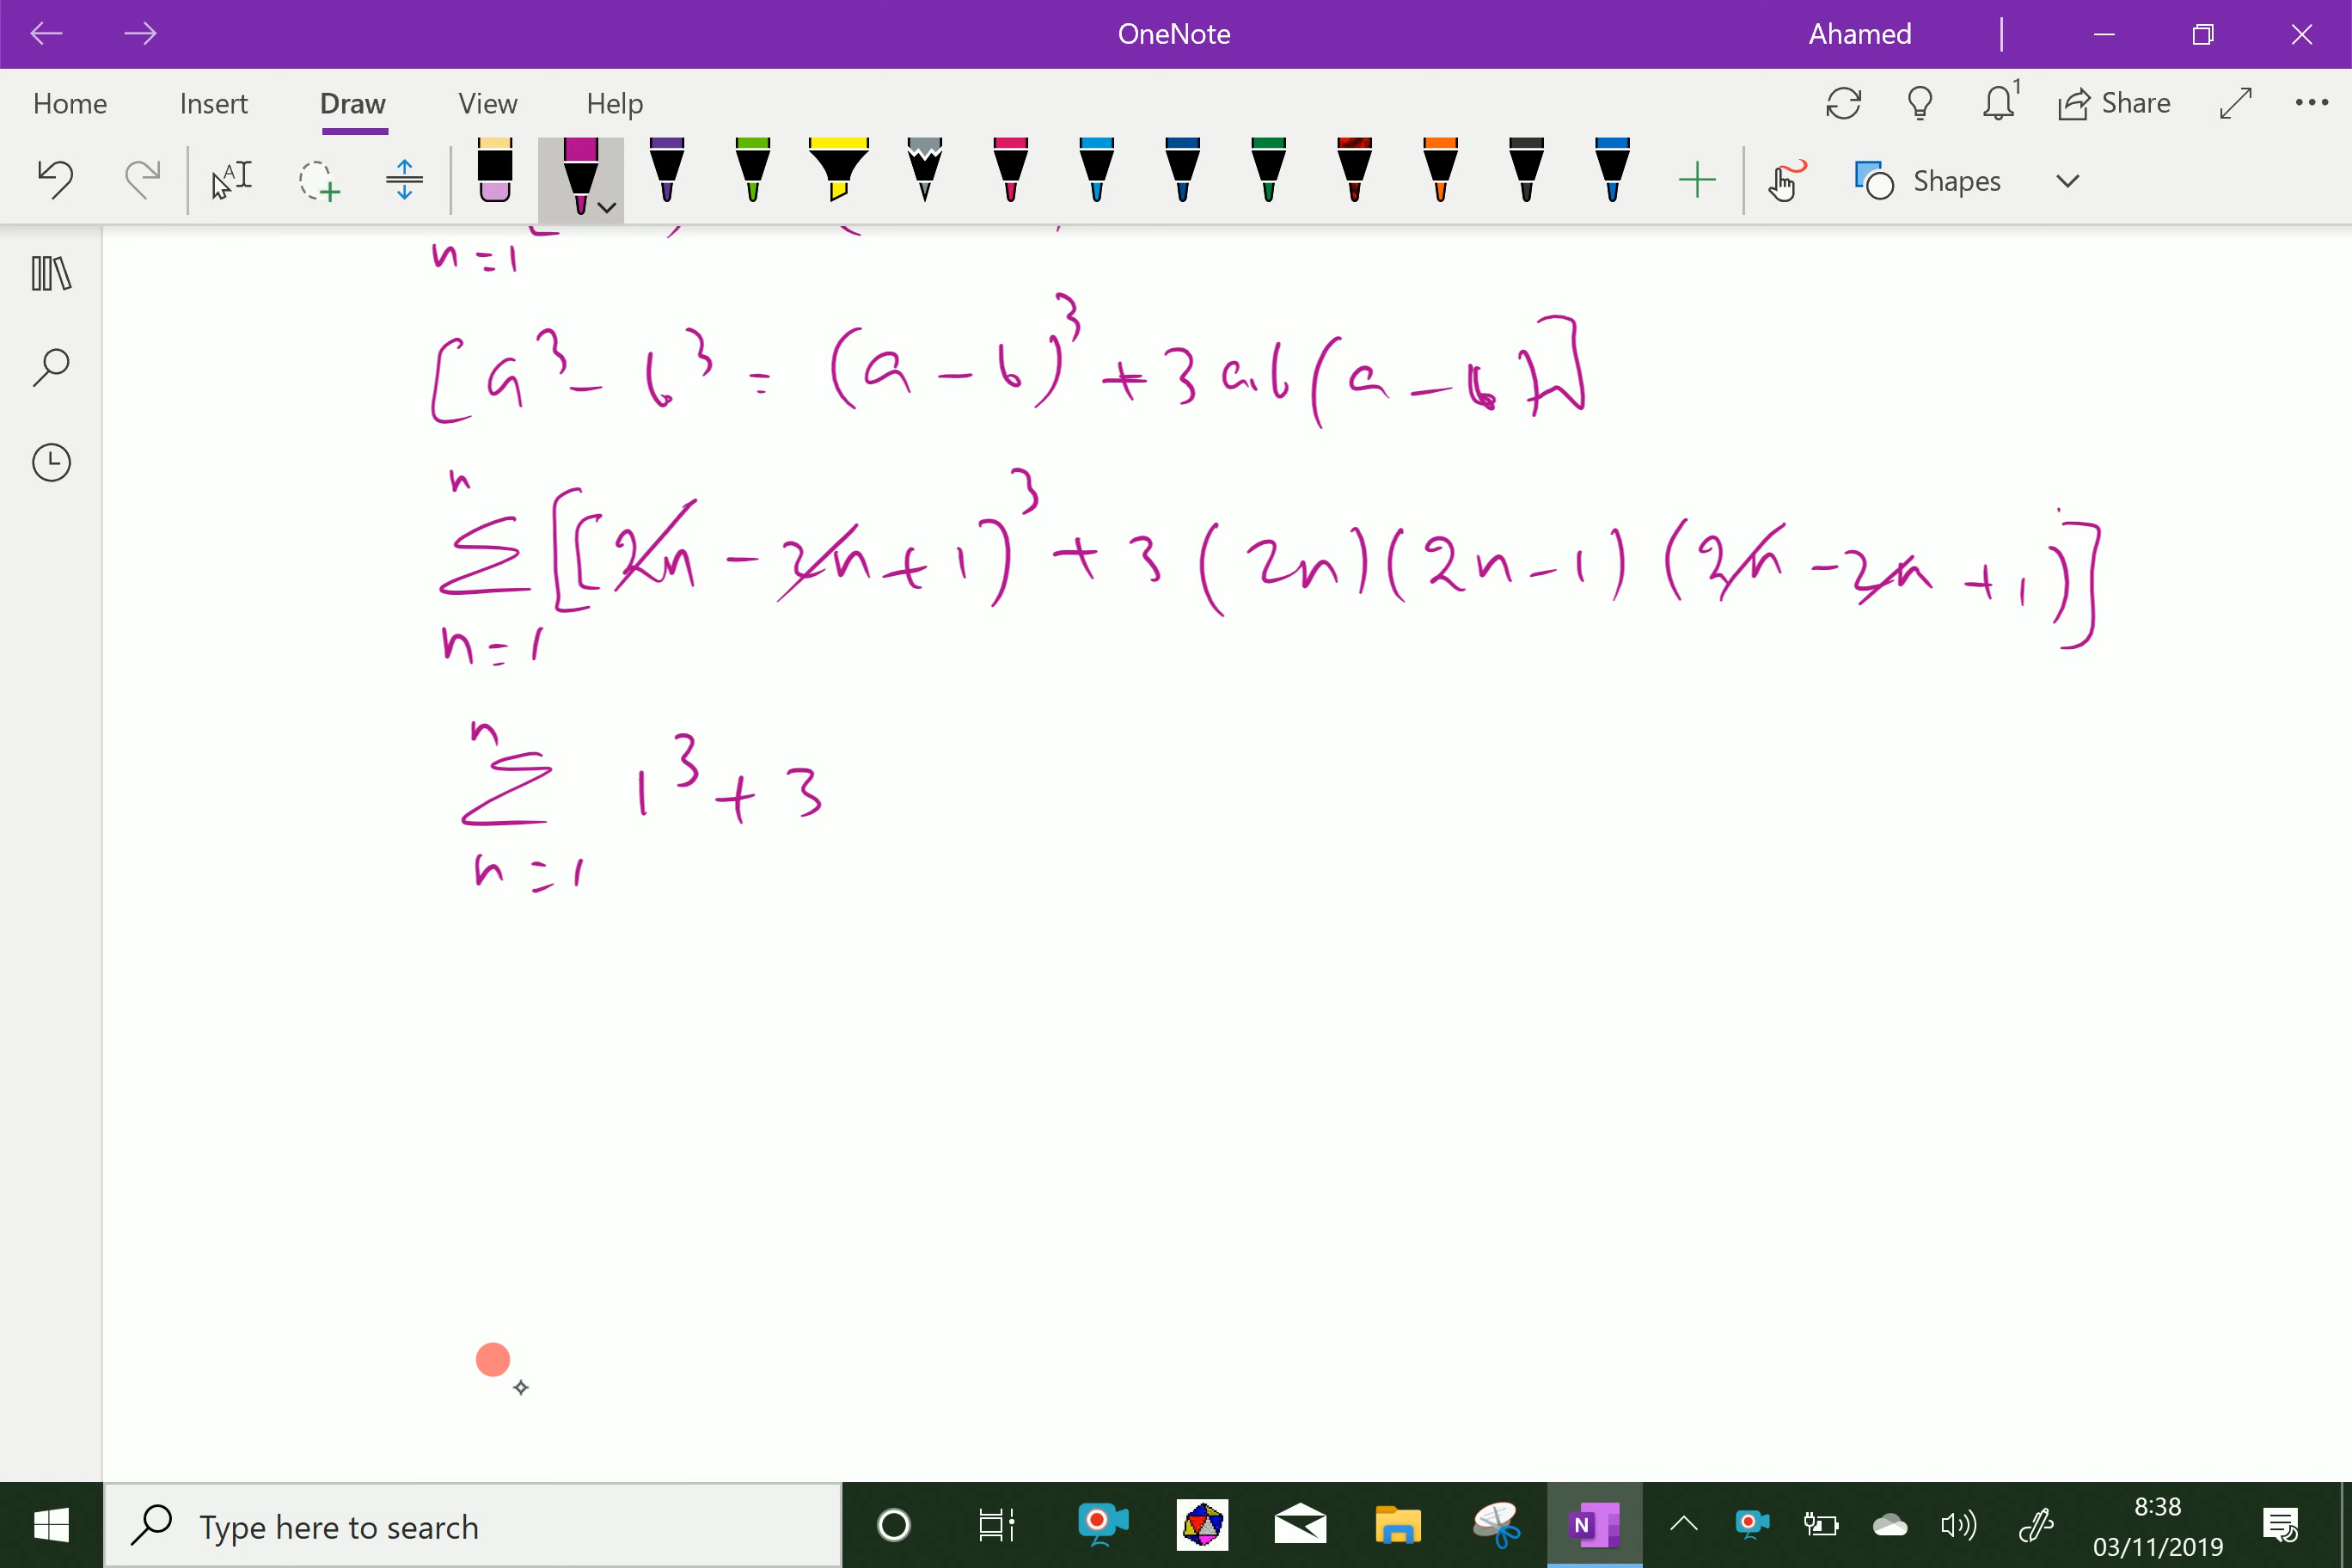 OneNote Ahamed
Home Insert Draw View Help 1 Share
Shapes
n=1
[a³ - b³ = (a - b)³ + 3ab(a - b)]
n
∑ [[2n - 2n + 1)³ + 3 (2n)(2n - 1)(2n - 2n + 1)]
n=1
n
∑ 1³ + 3
n=1
Type here to search
8:38
03/11/2019